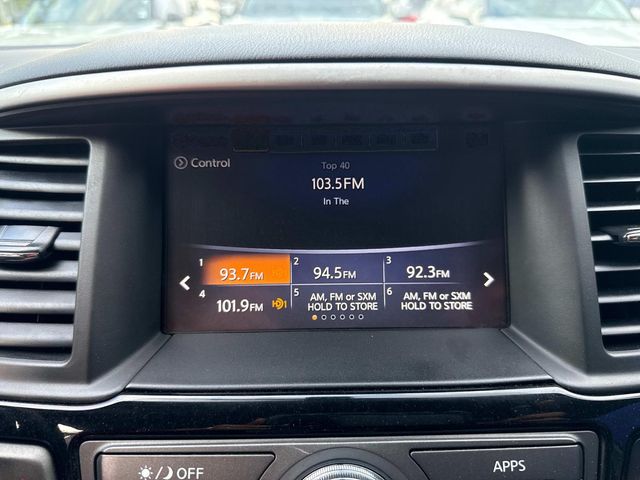 Control
Top 40
103.5FM
In The
1 93.7FM
2 94.5FM
3 92.3FM
4 101.9FM HD1
5 AM, FM or SXM
HOLD TO STORE
6 AM, FM or SXM
HOLD TO STORE
OFF
APPS